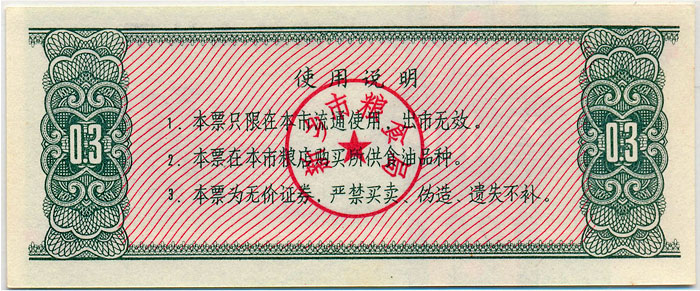 使用说明
新乡市粮食局
1. 本票只限在本市流通使用，出市无效。
2. 本票在本市粮店购买所供食油品种。
3. 本票为无价证券，严禁买卖、伪造、遗失不补。
0.3
0.3